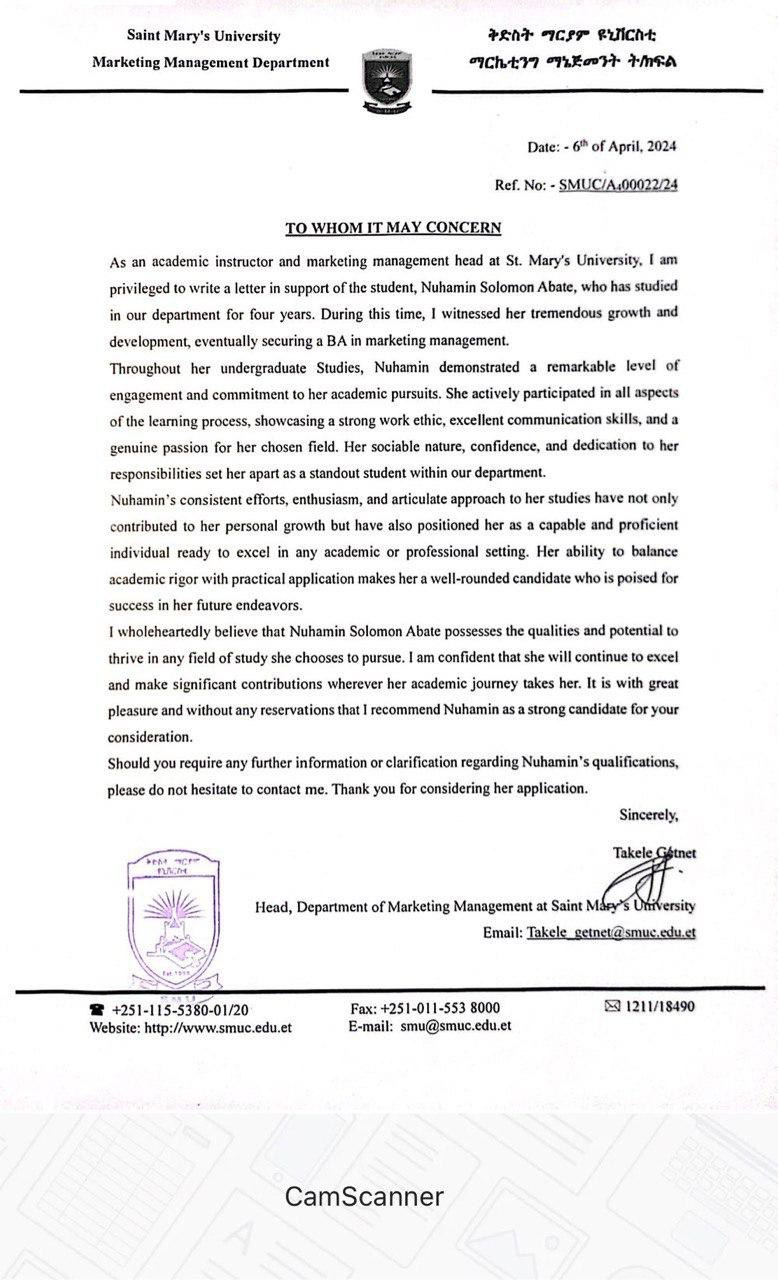 Saint Mary's University
Marketing Management Department
ቅድስት ማርያም ዩኒቨርስቲ
ማርኬቲንግ ማኔጅመንት ት/ክፍል
Date: - 6th of April, 2024
Ref. No: - SMUC/A400022/24
TO WHOM IT MAY CONCERN
As an academic instructor and marketing management head at St. Mary's University, I am
privileged to write a letter in support of the student, Nuhamin Solomon Abate, who has studied
in our department for four years. During this time, I witnessed her tremendous growth and
development, eventually securing a BA in marketing management.
Throughout her undergraduate Studies, Nuhamin demonstrated a remarkable level of
engagement and commitment to her academic pursuits. She actively participated in all aspects
of the learning process, showcasing a strong work ethic, excellent communication skills, and a
genuine passion for her chosen field. Her sociable nature, confidence, and dedication to her
responsibilities set her apart as a standout student within our department.
Nuhamin's consistent efforts, enthusiasm, and articulate approach to her studies have not only
contributed to her personal growth but have also positioned her as a capable and proficient
individual ready to excel in any academic or professional setting. Her ability to balance
academic rigor with practical application makes her a well-rounded candidate who is poised for
success in her future endeavors.
I wholeheartedly believe that Nuhamin Solomon Abate possesses the qualities and potential to
thrive in any field of study she chooses to pursue. I am confident that she will continue to excel
and make significant contributions wherever her academic journey takes her. It is with great
pleasure and without any reservations that I recommend Nuhamin as a strong candidate for your
consideration.
Should you require any further information or clarification regarding Nuhamin's qualifications,
please do not hesitate to contact me. Thank you for considering her application.
Sincerely,
Takele Getnet
Head, Department of Marketing Management at Saint Mary's University
Email: Takele_getnet@smuc.edu.et
ቅድስት ማርያም
ዩኒቨርስቲ
S M U
+251-115-5380-01/20
Fax: +251-011-553 8000
1211/18490
Website: http://www.smuc.edu.et
E-mail: smu@smuc.edu.et
CamScanner